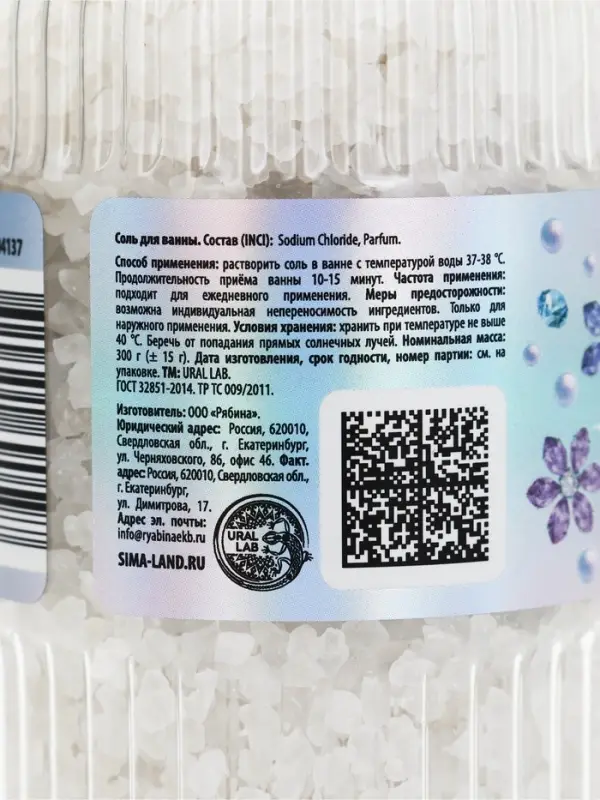 4137
Соль для ванны. Состав (INCI): Sodium Chloride, Parfum.
Способ применения: растворить соль в ванне с температурой воды 37-38 °C.
Продолжительность приёма ванны 10-15 минут. Частота применения:
подходит для ежедневного применения. Меры предосторожности:
возможна индивидуальная непереносимость ингредиентов. Только для
наружного применения. Условия хранения: хранить при температуре не выше
40 °C. Беречь от попадания прямых солнечных лучей. Номинальная масса:
300 г (± 15 г). Дата изготовления, срок годности, номер партии: см. на
упаковке. ТМ: URAL LAB.
ГОСТ 32851-2014. ТР ТС 009/2011.
Изготовитель: ООО «Рябина».
Юридический адрес: Россия, 620010,
Свердловская обл., г. Екатеринбург,
ул. Черняховского, 86, офис 46. Факт.
адрес: Россия, 620010, Свердловская обл.,
г. Екатеринбург,
ул. Димитрова, 17.
Адрес эл. почты:
info@ryabinaekb.ru
SIMA-LAND.RU
URAL
LAB